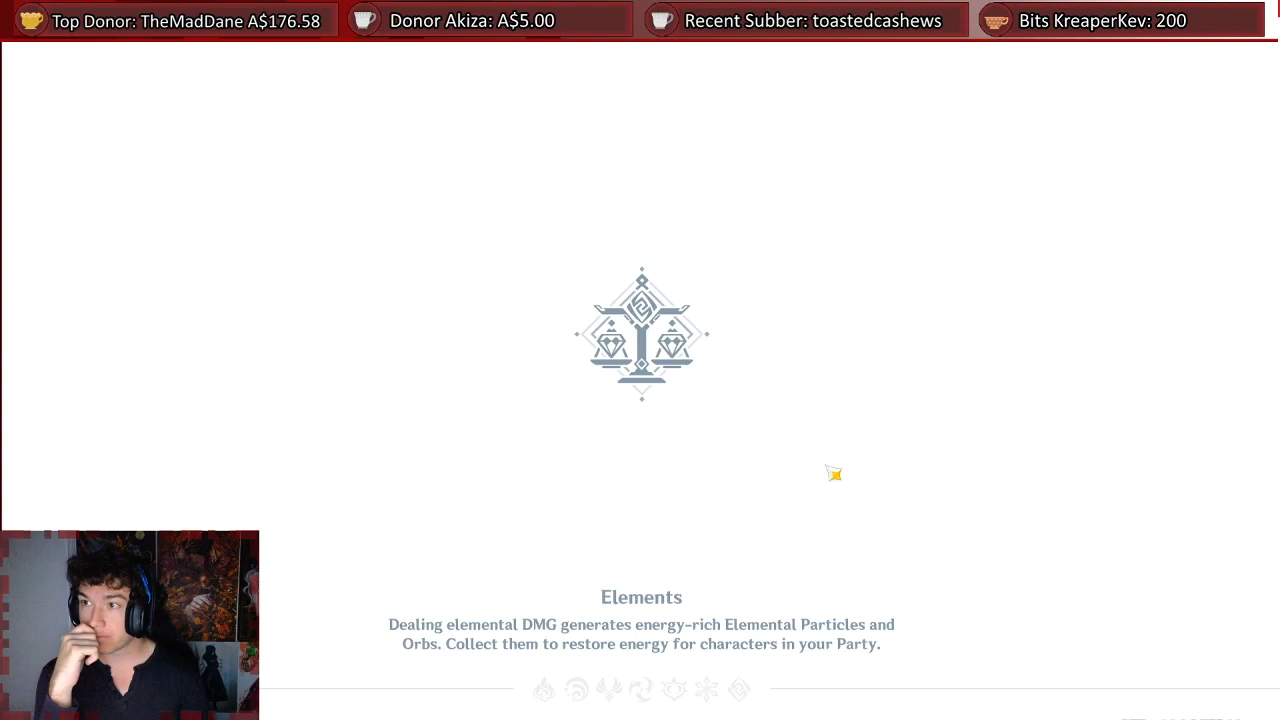 Top Donor: TheMadDane A$176.58
Donor Akiza: A$5.00
Recent Subber: toastedcashews
Bits KreaperKev: 200
Elements
Dealing elemental DMG generates energy-rich Elemental Particles and
Orbs. Collect them to restore energy for characters in your Party.